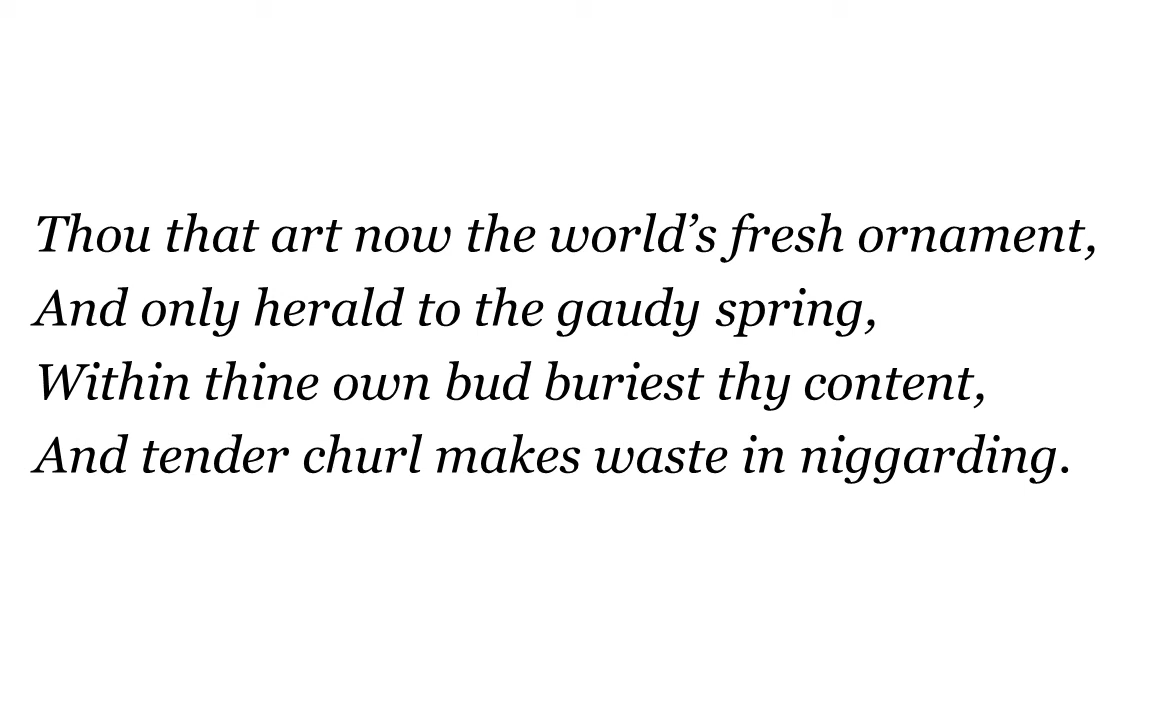 Thou that art now the world’s fresh ornament,
And only herald to the gaudy spring,
Within thine own bud buriest thy content,
And tender churl makes waste in niggarding.